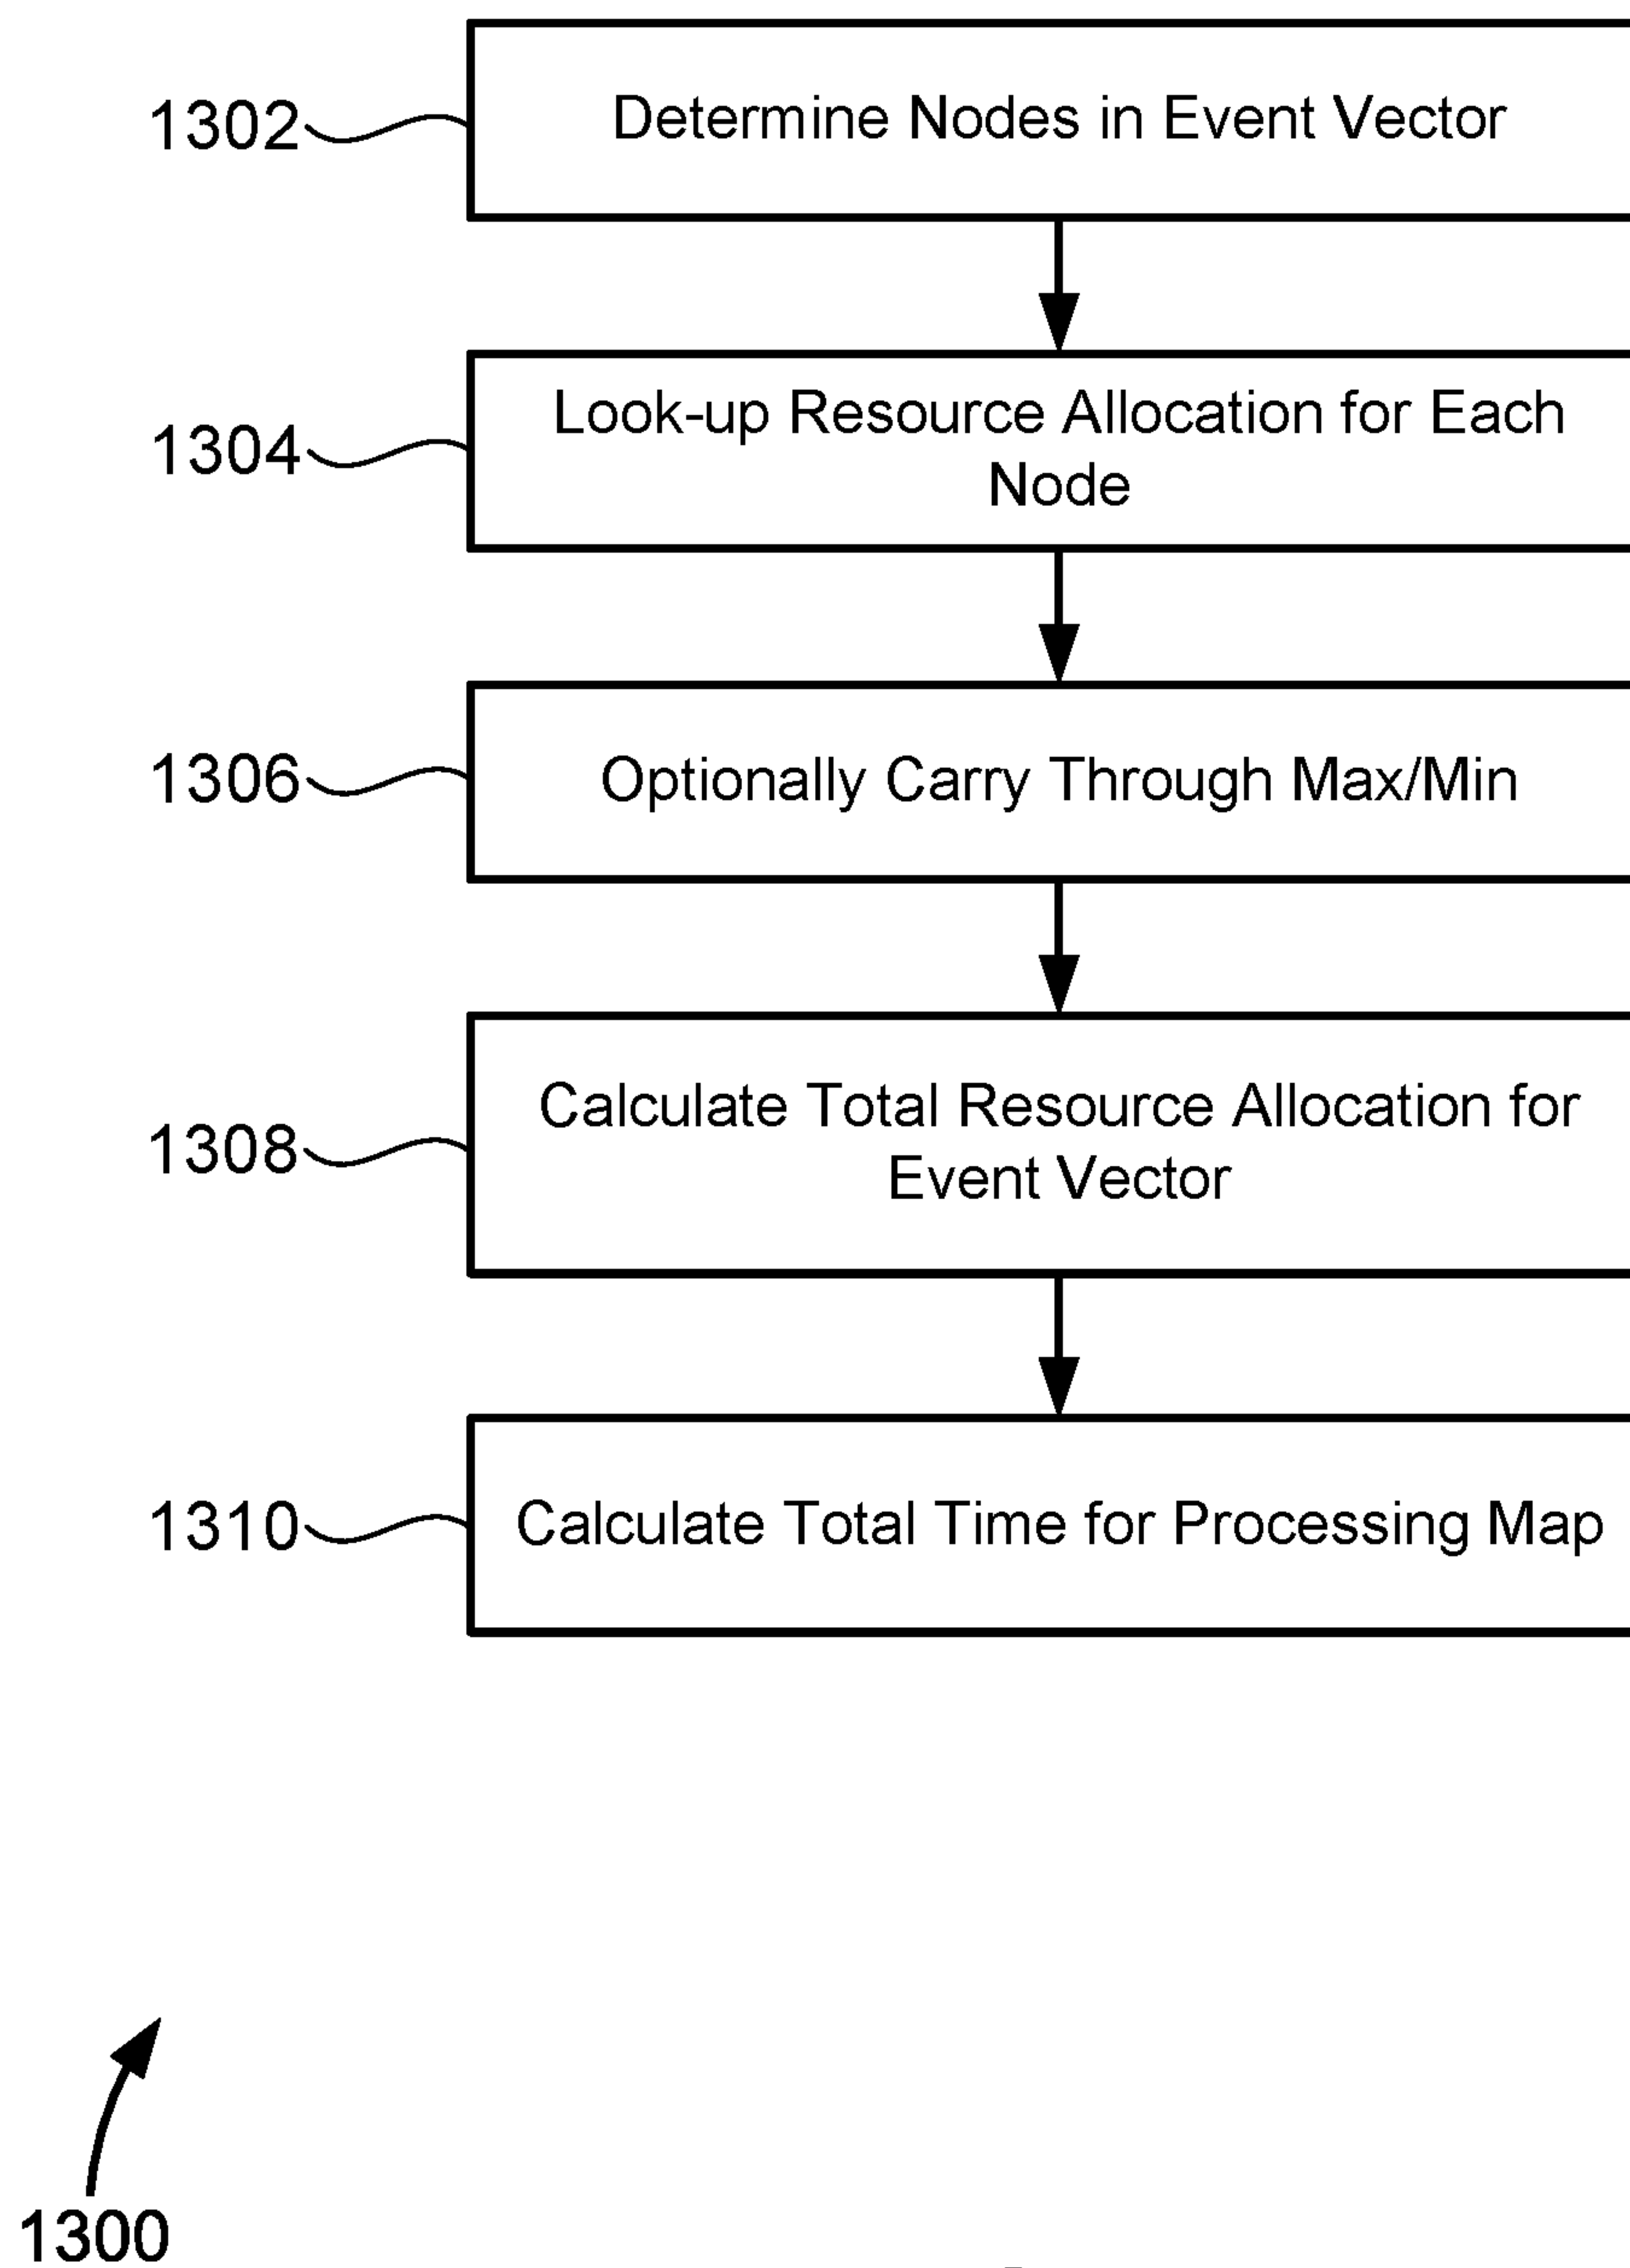 1302
Determine Nodes in Event Vector
1304
Look-up Resource Allocation for Each
Node
1306
Optionally Carry Through Max/Min
1308
Calculate Total Resource Allocation for
Event Vector
1310
Calculate Total Time for Processing Map
1300